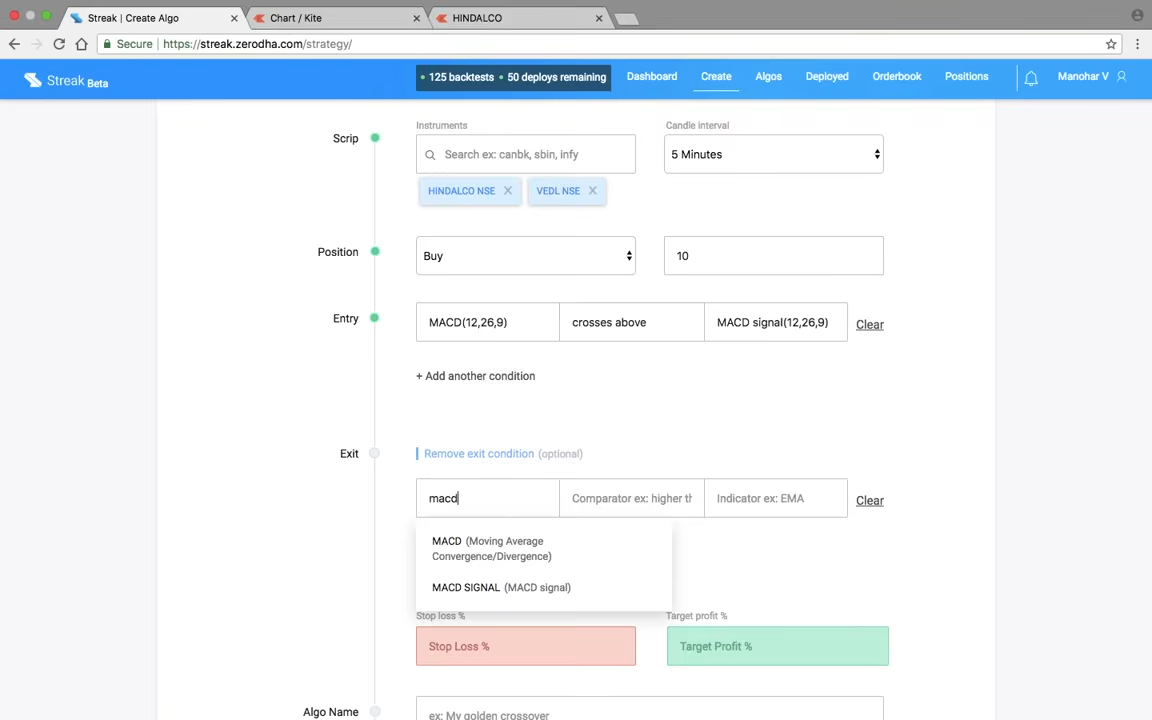 Streak | Create Algo
Chart / Kite
HINDALCO
Secure | https://streak.zerodha.com/strategy/
Streak Beta
125 backtests • 50 deploys remaining
Dashboard
Create
Algos
Deployed
Orderbook
Positions
Manohar V
Instruments
Candle interval
Scrip
Search ex: canbk, sbin, infy
5 Minutes
HINDALCO NSE
VEDL NSE
Position
Buy
10
Entry
MACD(12,26,9)
crosses above
MACD signal(12,26,9)
Clear
+ Add another condition
Exit
Remove exit condition (optional)
macd
Comparator ex: higher th
Indicator ex: EMA
Clear
MACD (Moving Average
Convergence/Divergence)
MACD SIGNAL (MACD signal)
Stop loss %
Target profit %
Stop Loss %
Target Profit %
Algo Name
ex: My golden crossover